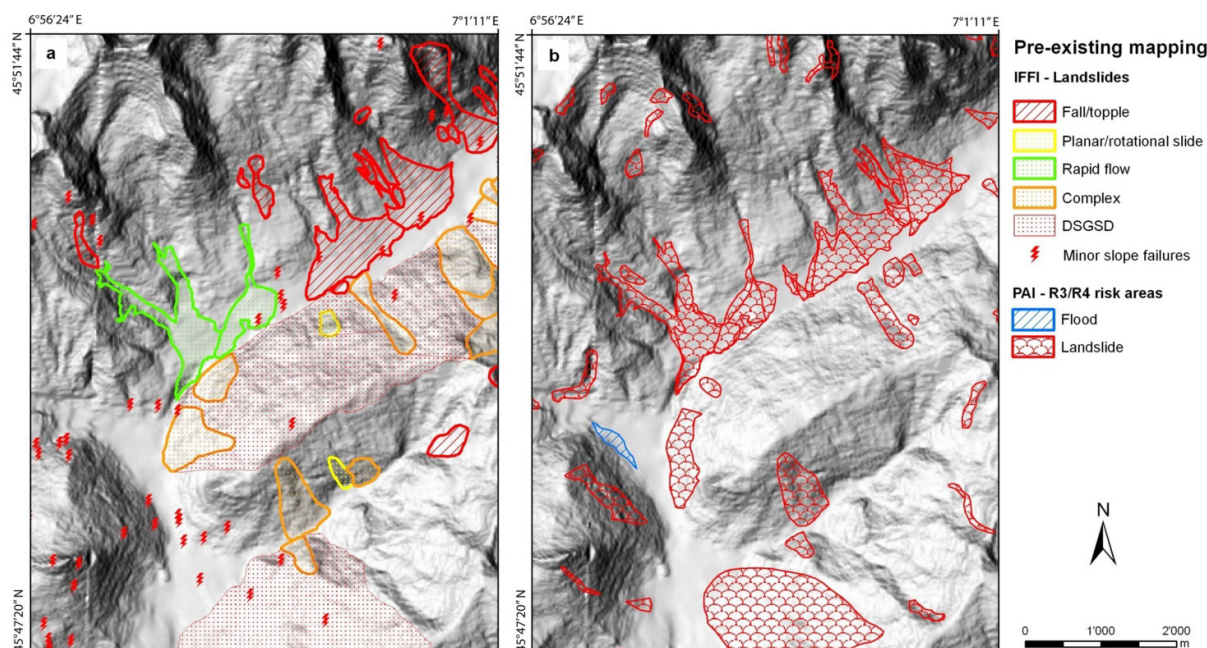 6°56'24" E
7°1'11" E
45°51'44" N
a
45°47'20" N
6°56'24" E
7°1'11" E
45°51'44" N
b
45°47'20" N
Pre-existing mapping
IFFI - Landslides
Fall/topple
Planar/rotational slide
Rapid flow
Complex
DSGSD
Minor slope failures
PAI - R3/R4 risk areas
Flood
Landslide
N
0 1'000 2'000
m